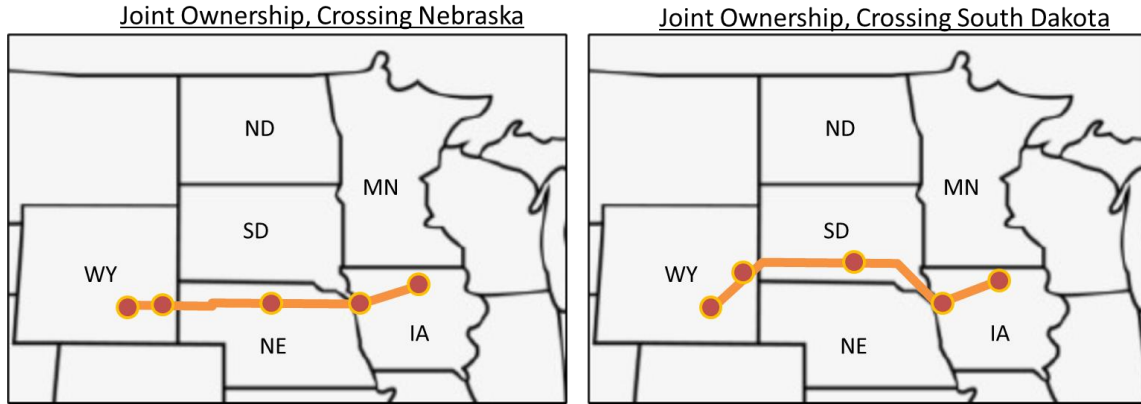 Joint Ownership, Crossing Nebraska
ND
MN
SD
WY
IA
NE
Joint Ownership, Crossing South Dakota
ND
MN
SD
WY
IA
NE